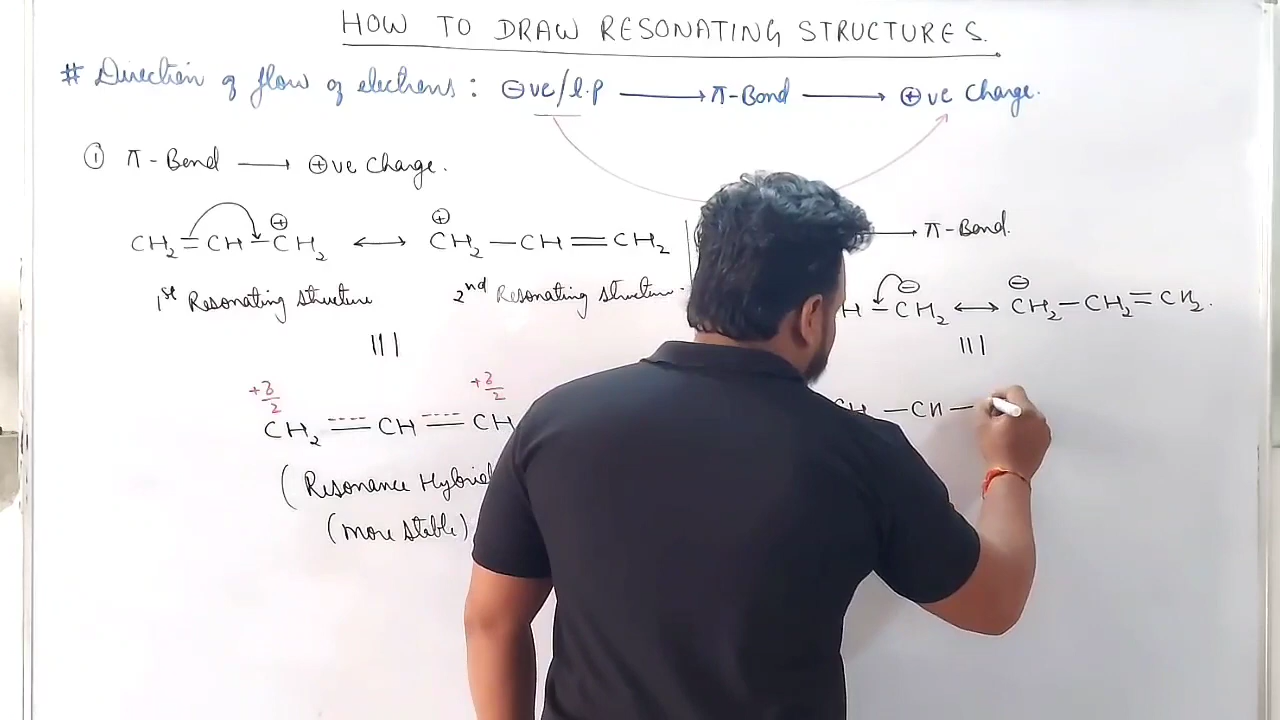 HOW TO DRAW RESONATING STRUCTURES.
# Direction of flow of electrons : ⊖ve/l.p ⟶ π-Bond ⟶ ⊕ve Charge.
① π-Bond ⟶ ⊕ve Charge.
⊕ ⊕
CH₂=CH–CH₂ ⟷ CH₂–CH=CH₂
1st Resonating structure 2nd Resonating structure.
|||
+δ/2 +δ/2
CH₂ = CH = CH
(Resonance Hybrid
(more stable)
⟶ π-Bond.
⊖ ⊖
H –CH₂ ⟷ CH₂–CH₂=CH₂.
|||
CH –CH –